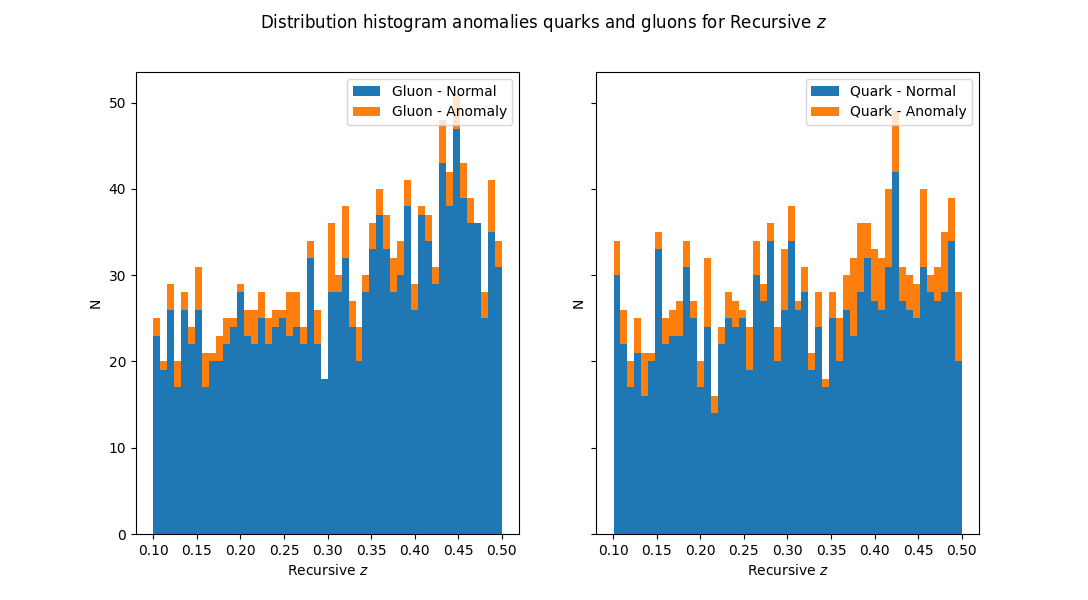 Distribution histogram anomalies quarks and gluons for Recursive z
Gluon - Normal
Gluon - Anomaly
N
50
40
30
20
10
0
0.10 0.15 0.20 0.25 0.30 0.35 0.40 0.45 0.50
Recursive z
Quark - Normal
Quark - Anomaly
N
0.10 0.15 0.20 0.25 0.30 0.35 0.40 0.45 0.50
Recursive z